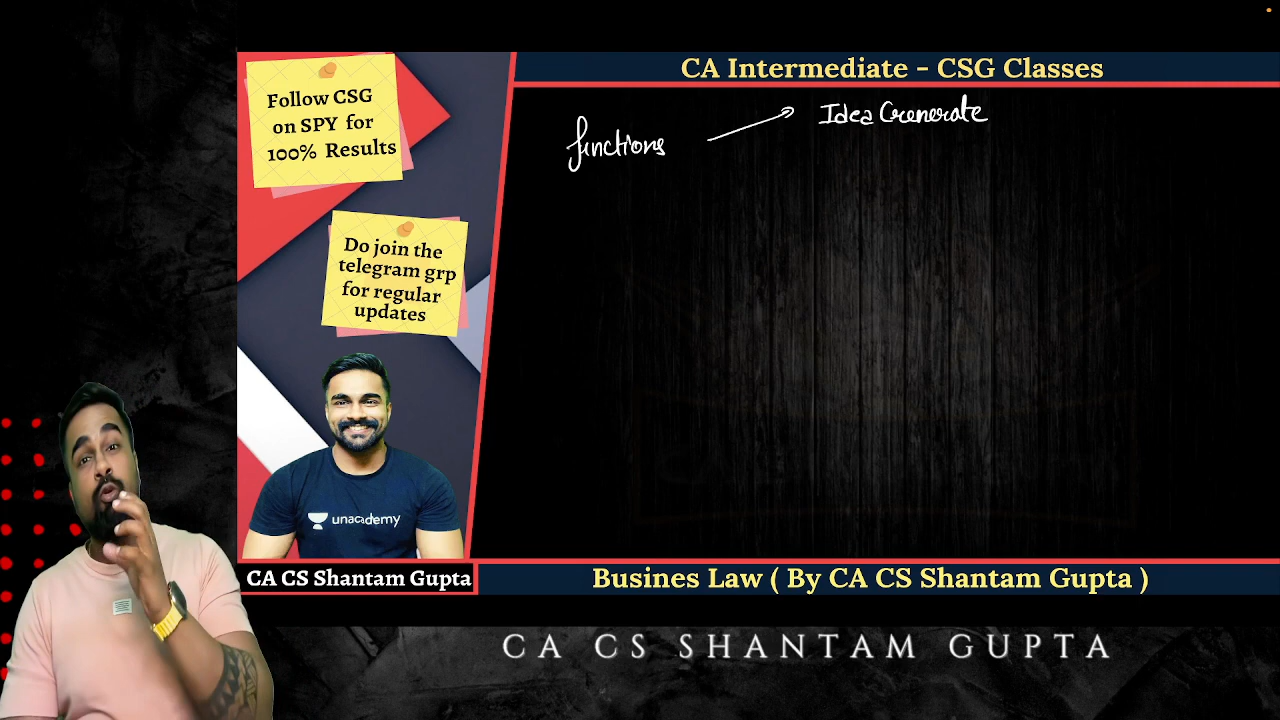 CA Intermediate - CSG Classes
Follow CSG
on SPY for
100% Results
Do join the
telegram grp
for regular
updates
functions
Idea Generate
unacademy
CA CS Shantam Gupta
Busines Law ( By CA CS Shantam Gupta )
CA CS SHANTAM GUPTA